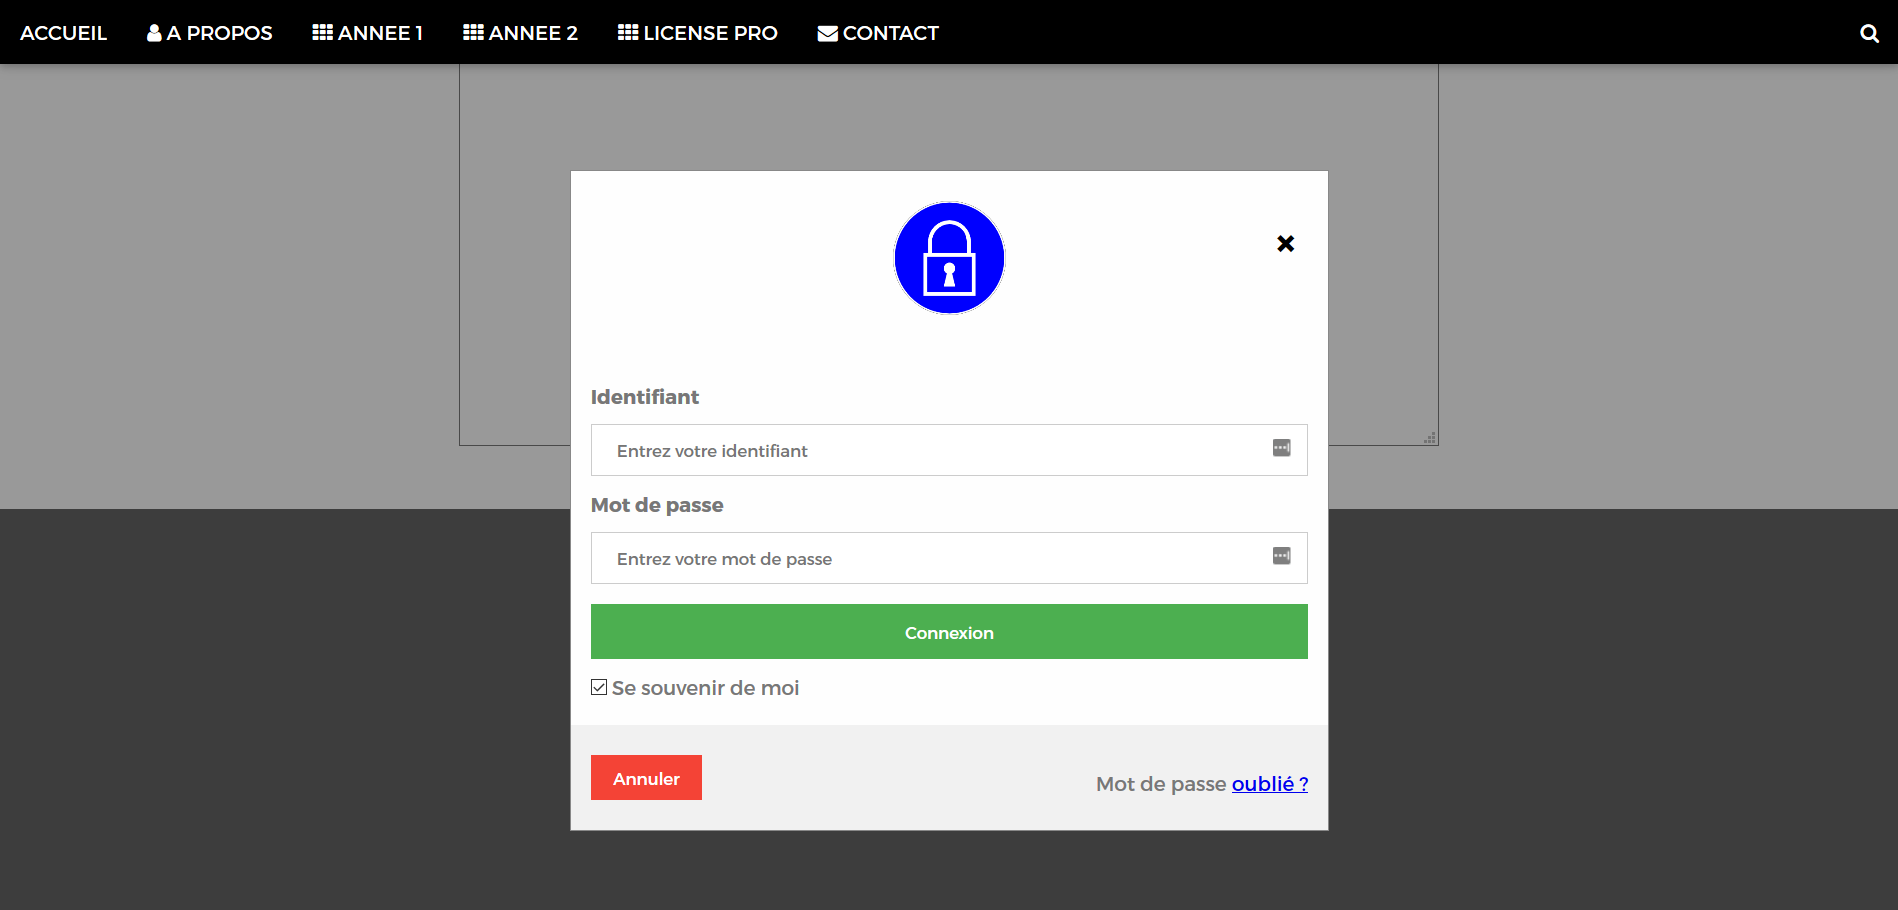 ACCUEIL A PROPOS ANNEE 1 ANNEE 2 LICENSE PRO CONTACT
Identifiant
Entrez votre identifiant
Mot de passe
Entrez votre mot de passe
Connexion
Se souvenir de moi
Annuler
Mot de passe oublié ?